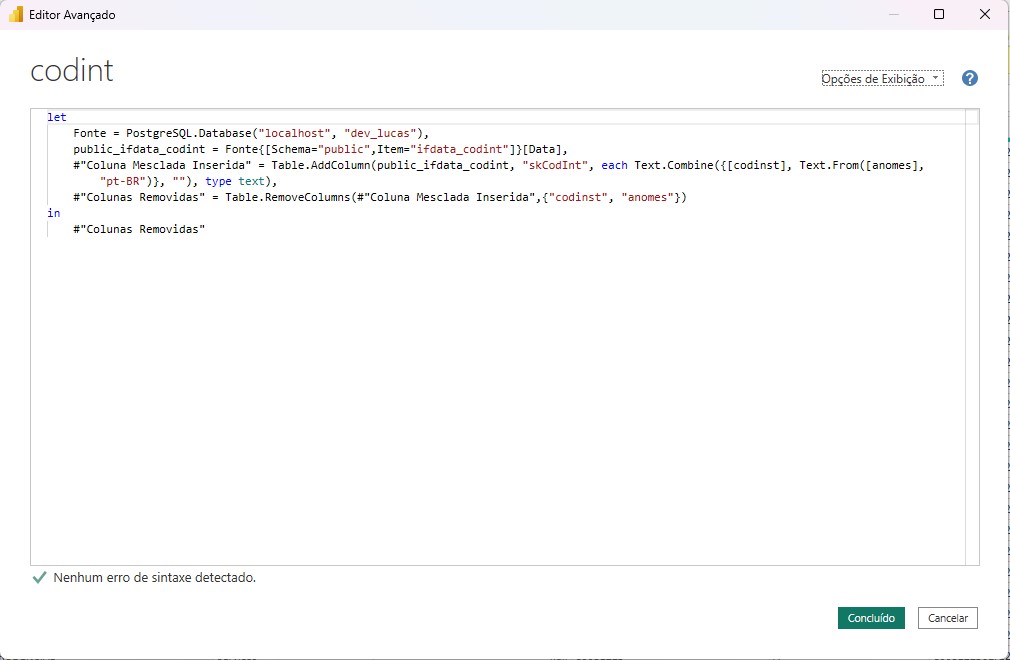 Editor Avançado
codint
Opções de Exibição
?
let
Fonte = PostgreSQL.Database("localhost", "dev_lucas"),
public_ifdata_codint = Fonte{[Schema="public",Item="ifdata_codint"]}[Data],
#"Coluna Mesclada Inserida" = Table.AddColumn(public_ifdata_codint, "skCodInt", each Text.Combine({[codinst], Text.From([anomes],
"pt-BR")}, ""), type text),
#"Colunas Removidas" = Table.RemoveColumns(#"Coluna Mesclada Inserida",{"codinst", "anomes"})
in
#"Colunas Removidas"
Nenhum erro de sintaxe detectado.
Concluído
Cancelar